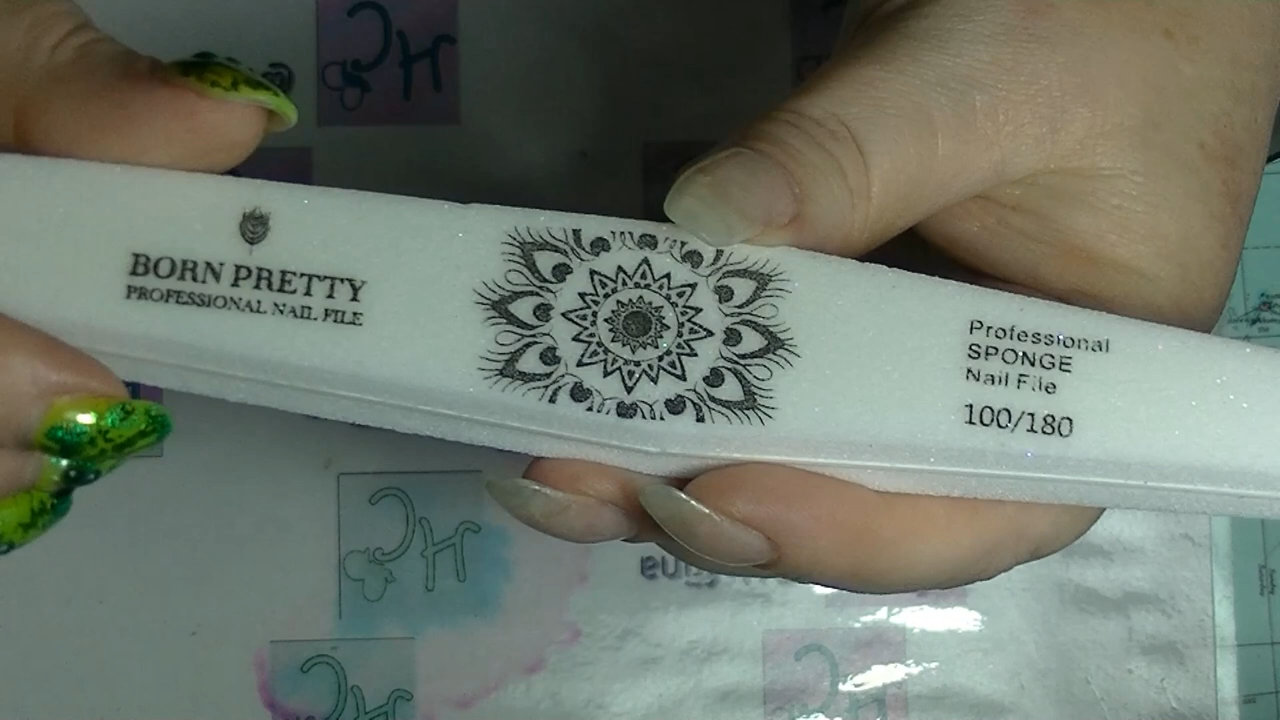 BORN PRETTY
PROFESSIONAL NAIL FILE
Professional
SPONGE
Nail File
100/180